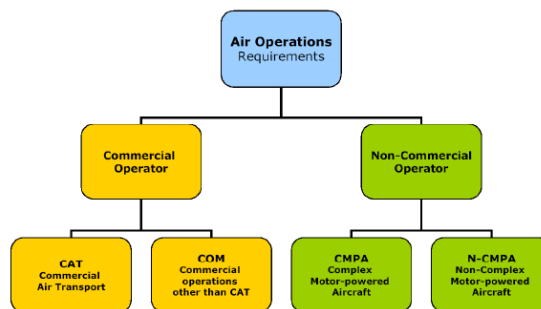 Air Operations
Requirements
Commercial
Operator
Non-Commercial
Operator
CAT
Commercial
Air Transport
COM
Commercial
operations
other than CAT
CMPA
Complex
Motor-powered
Aircraft
N-CMPA
Non-Complex
Motor-powered
Aircraft